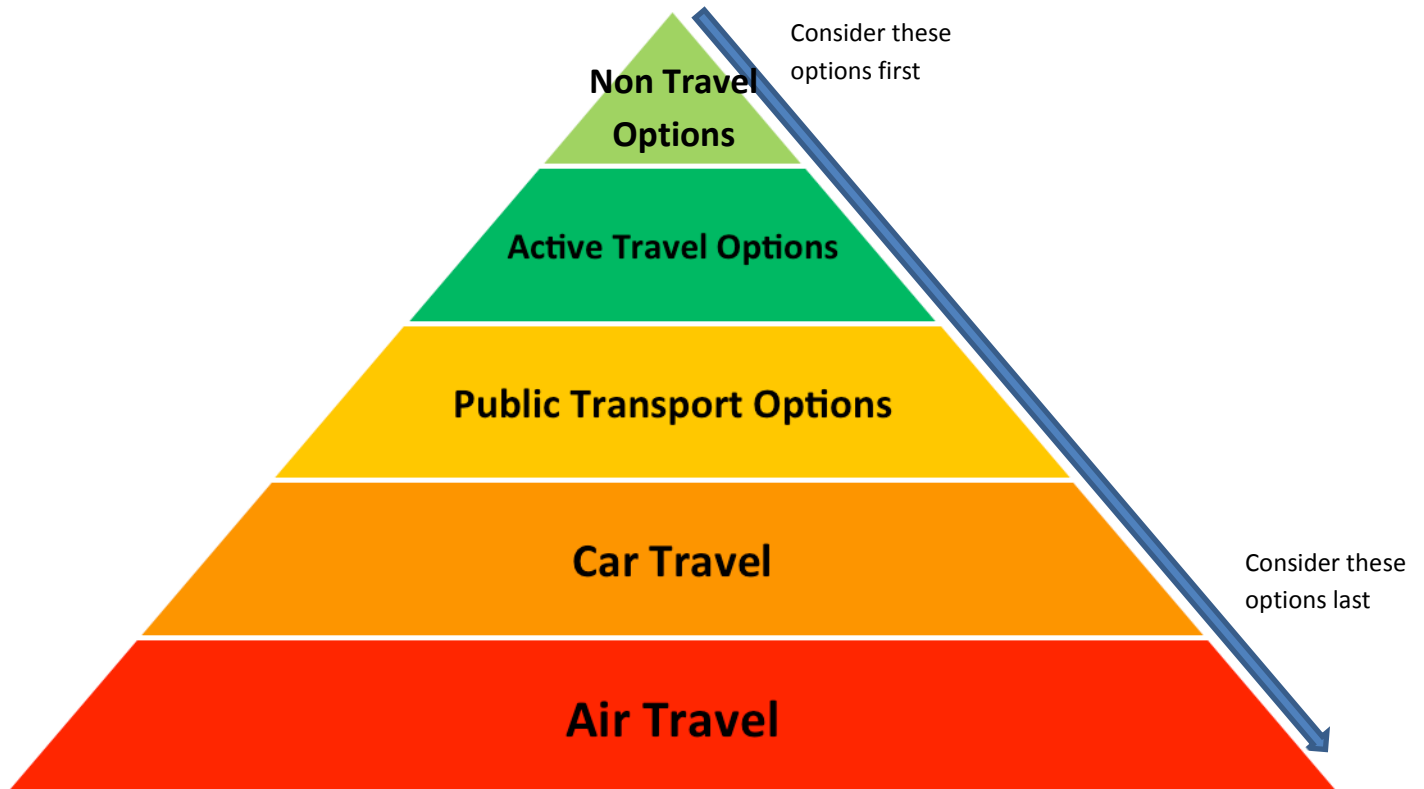 Consider these
options first
Non Travel
Options
Active Travel Options
Public Transport Options
Car Travel
Consider these
options last
Air Travel